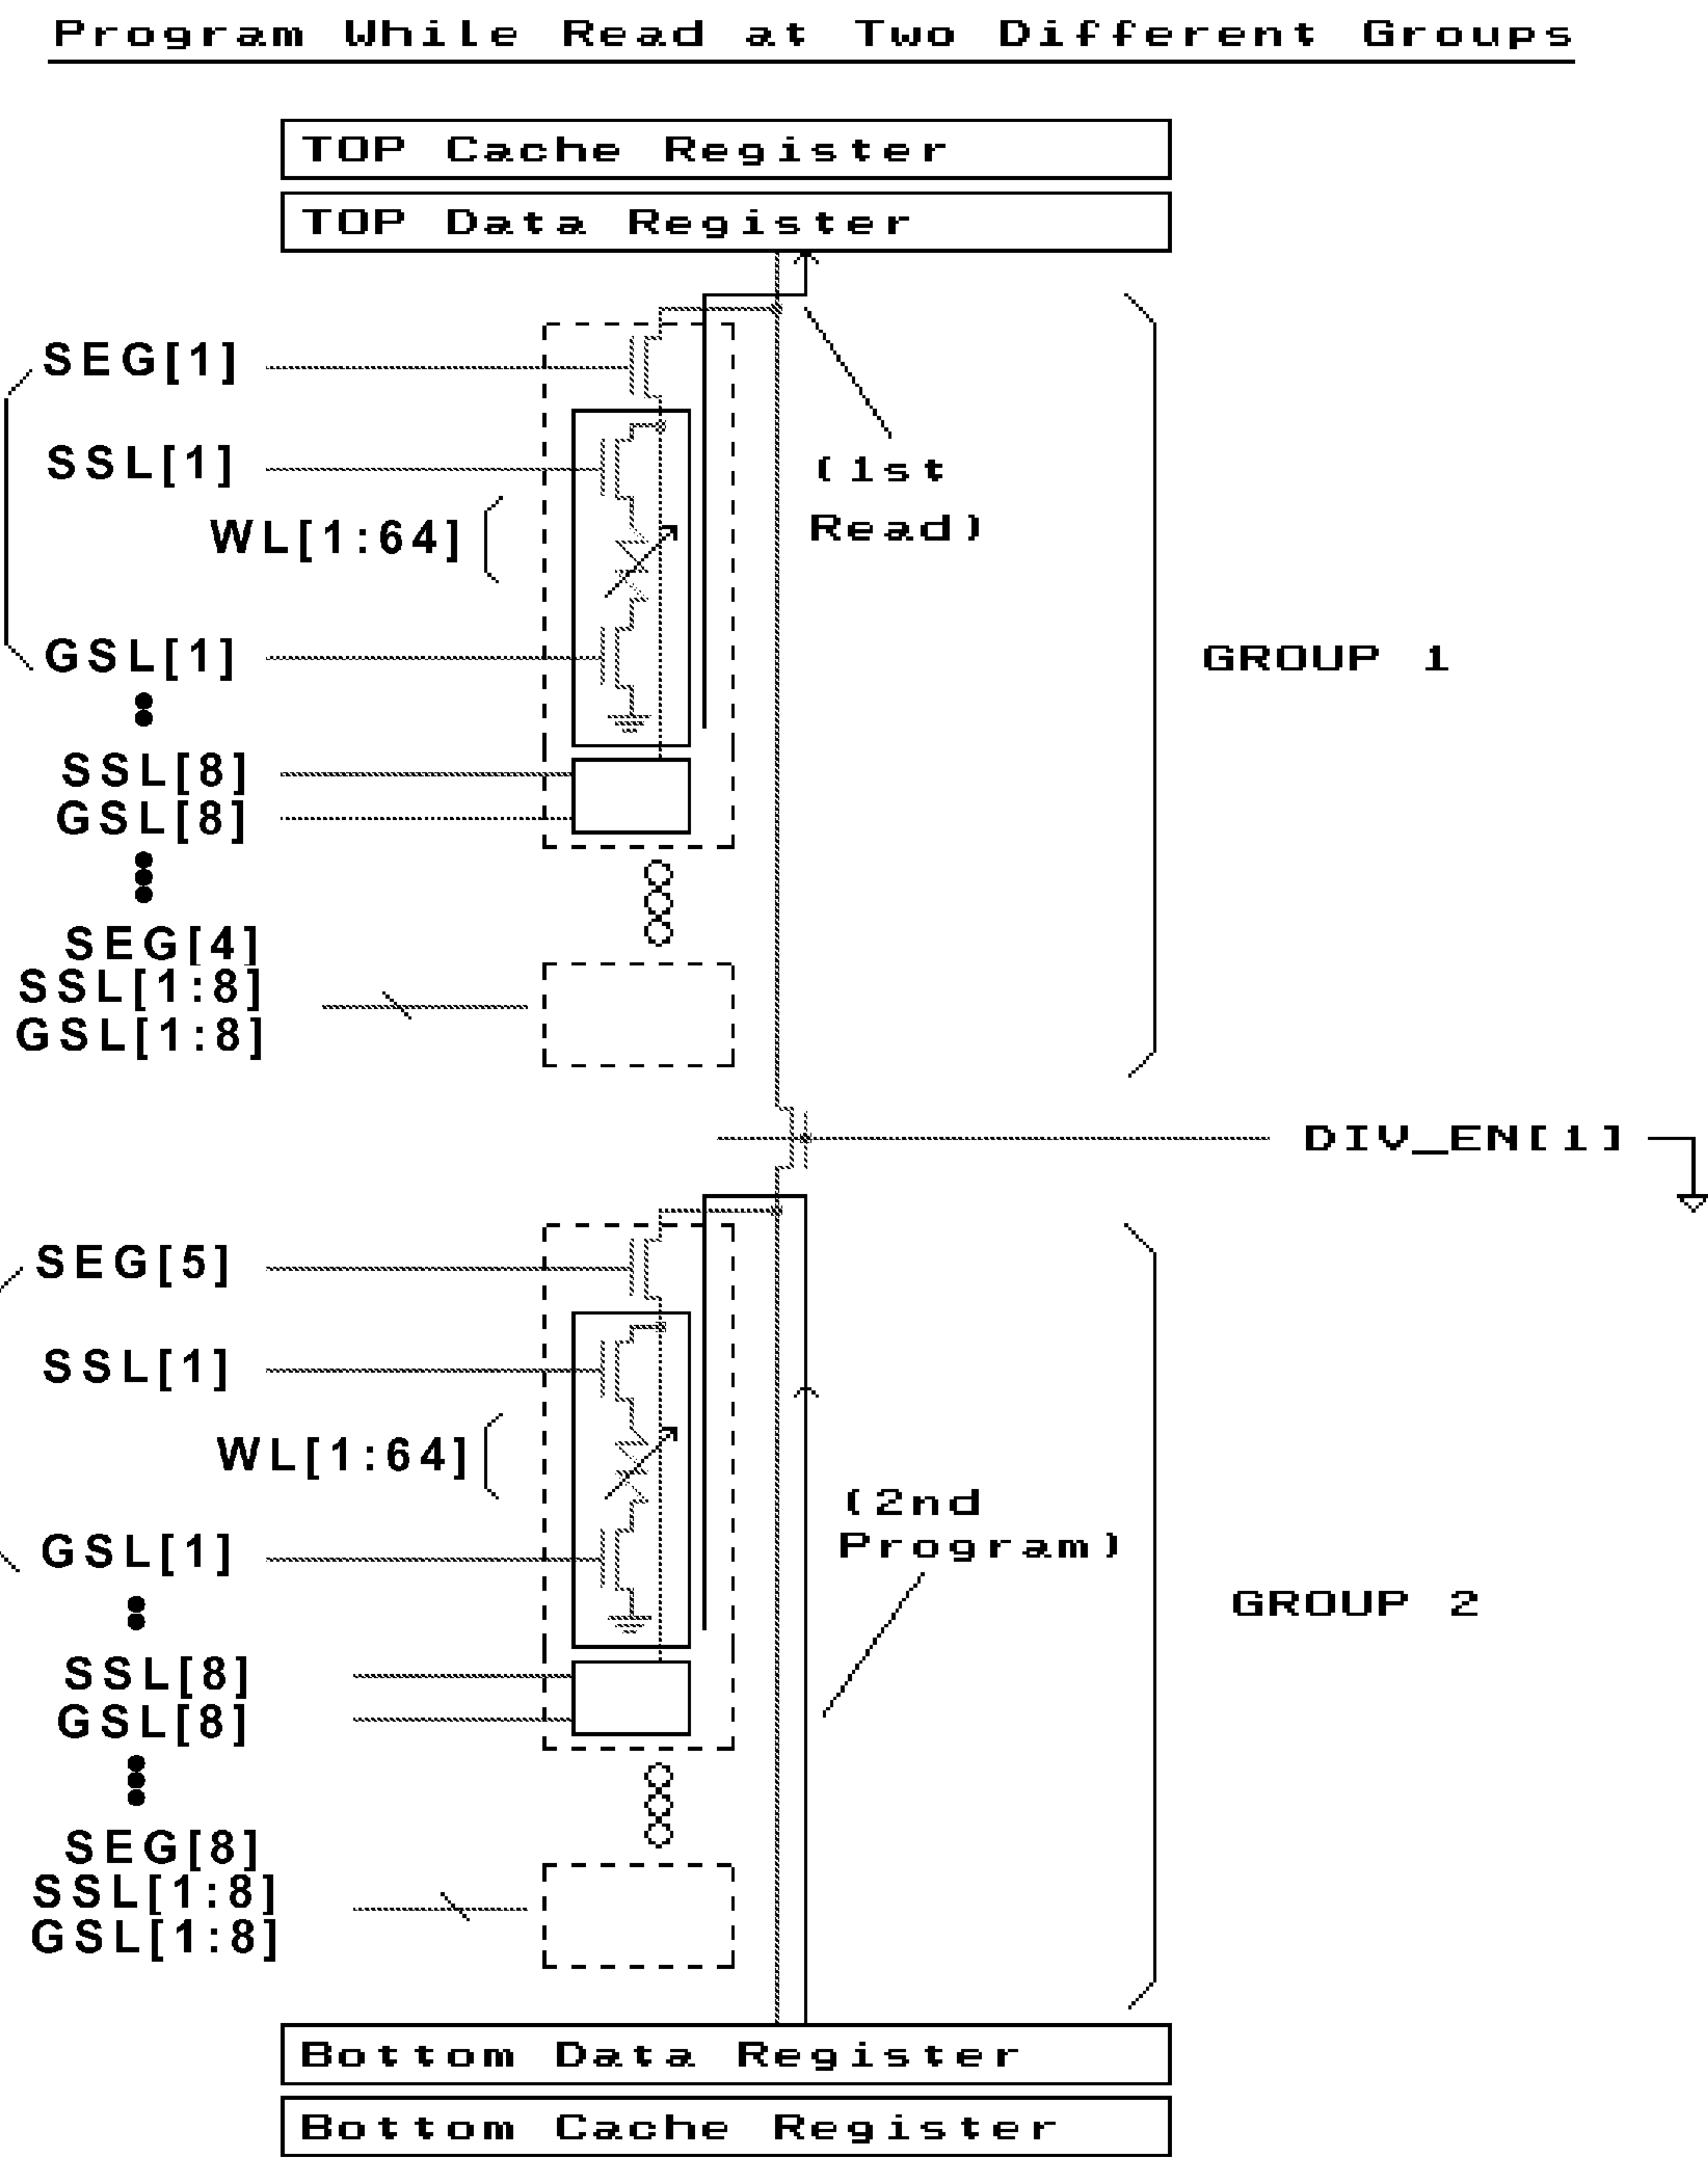 Program While Read at Two Different Groups
TOP Cache Register
TOP Data Register
SEG[1]
SSL[1]
(1st
Read)
WL[1:64]
GSL[1]
GROUP 1
SSL[8]
GSL[8]
SEG[4]
SSL[1:8]
GSL[1:8]
DIV_EN[1]
SEG[5]
SSL[1]
WL[1:64]
(2nd
Program)
GSL[1]
GROUP 2
SSL[8]
GSL[8]
SEG[8]
SSL[1:8]
GSL[1:8]
Bottom Data Register
Bottom Cache Register